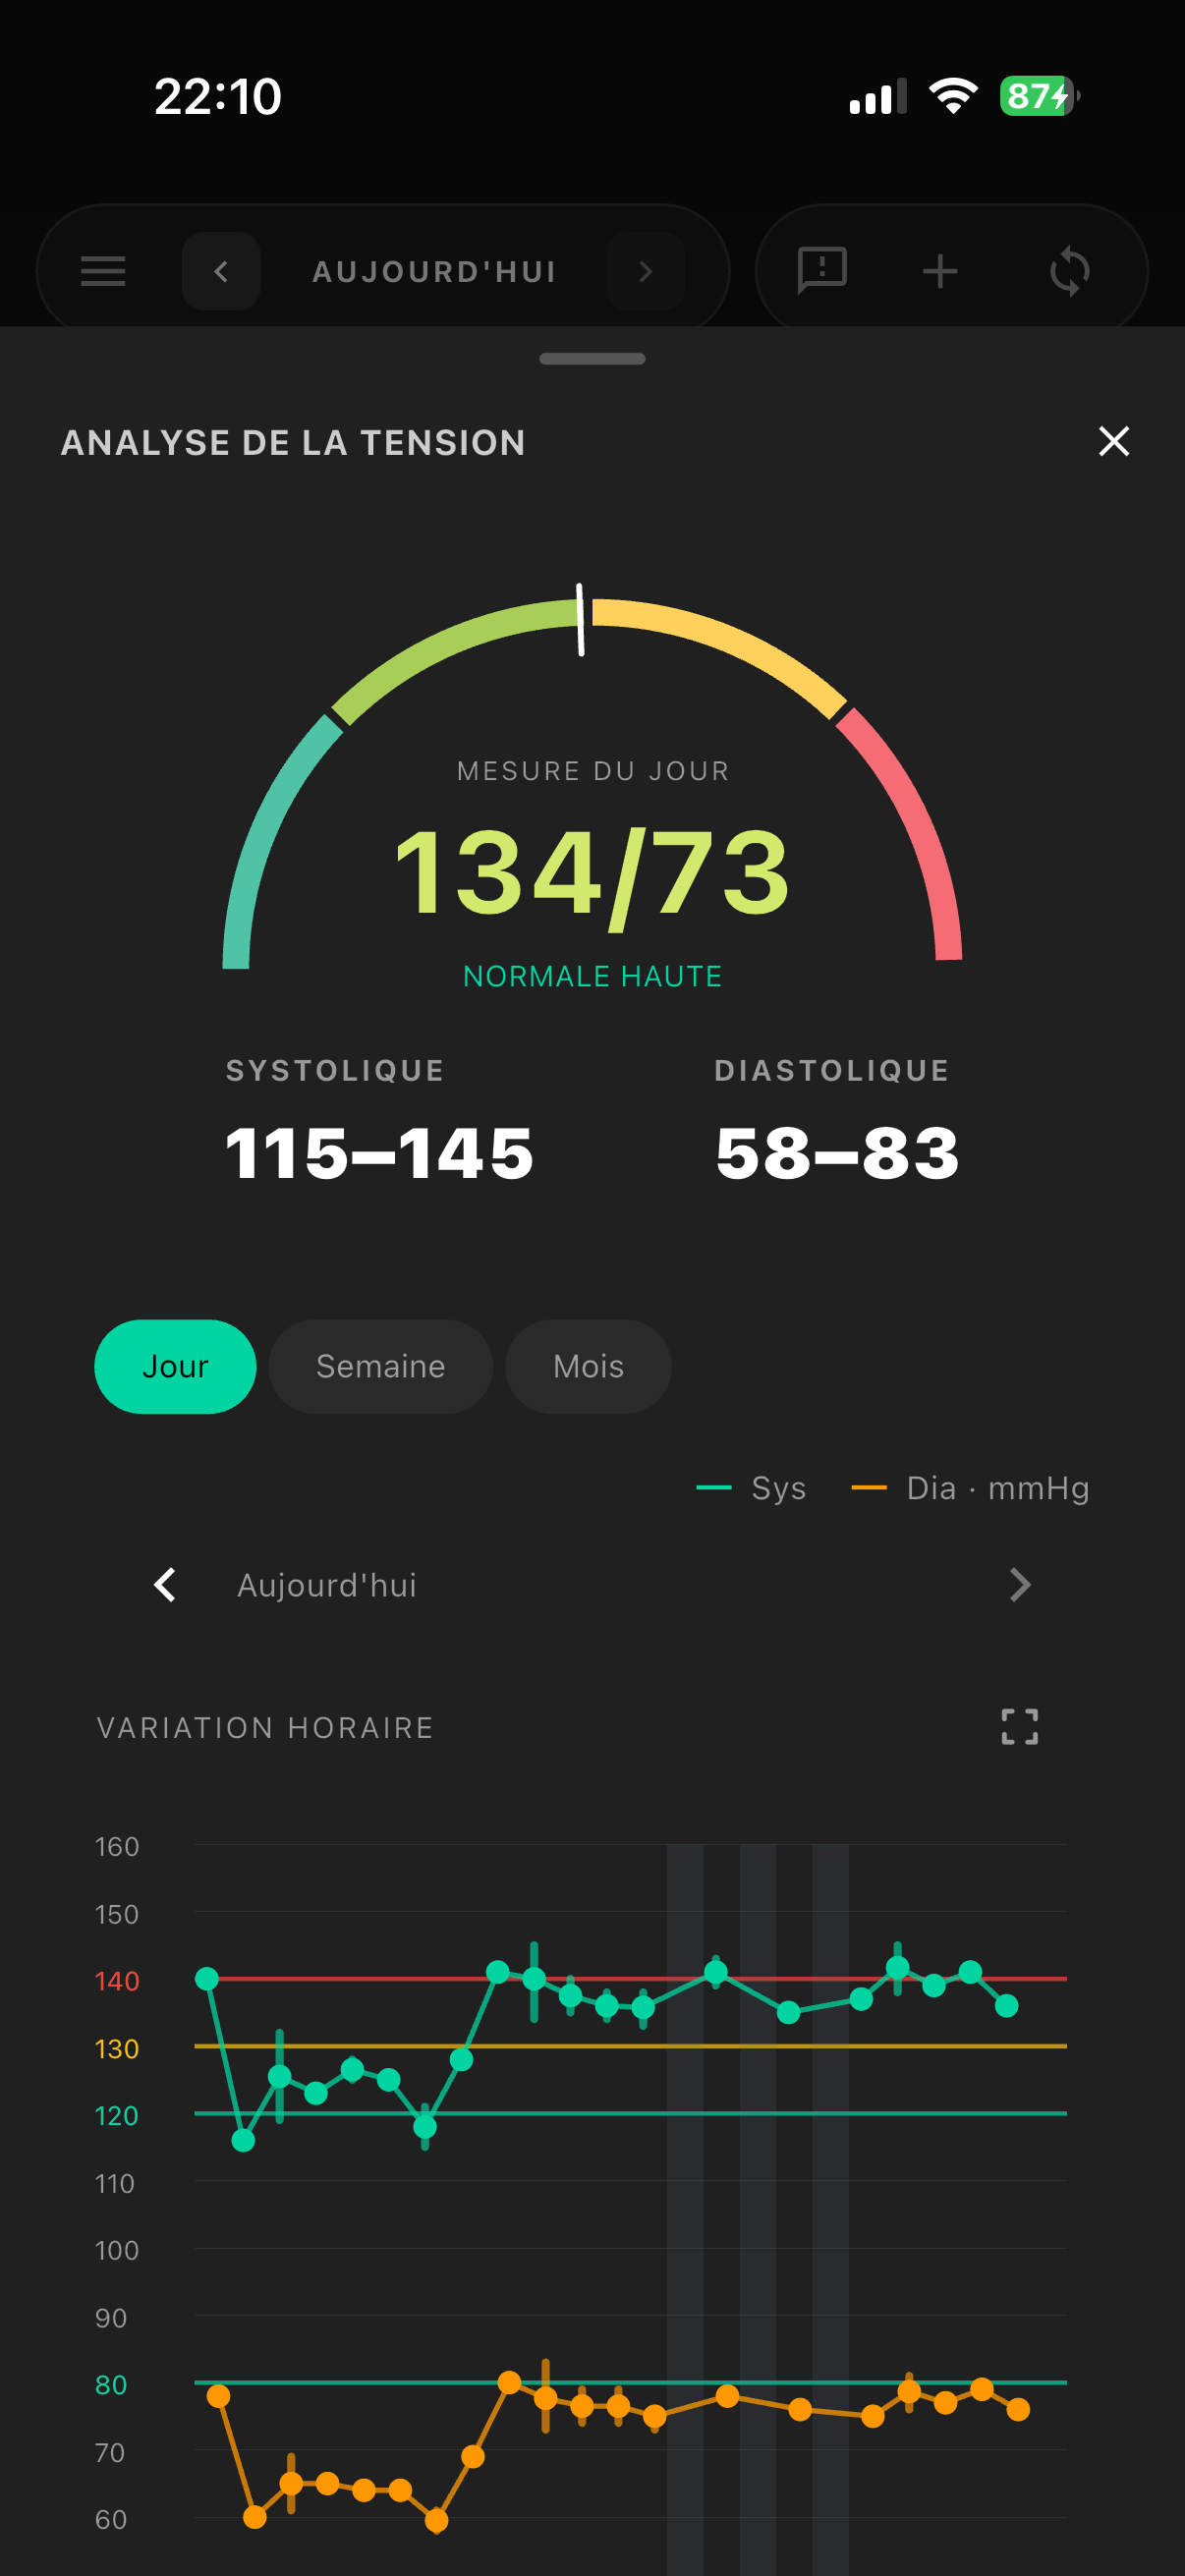 22:10
87
AUJOURD'HUI
ANALYSE DE LA TENSION
MESURE DU JOUR
134/73
NORMALE HAUTE
SYSTOLIQUE DIASTOLIQUE
115–145 58–83
Jour Semaine Mois
Sys Dia · mmHg
Aujourd'hui
VARIATION HORAIRE
160
150
140
130
120
110
100
90
80
70
60